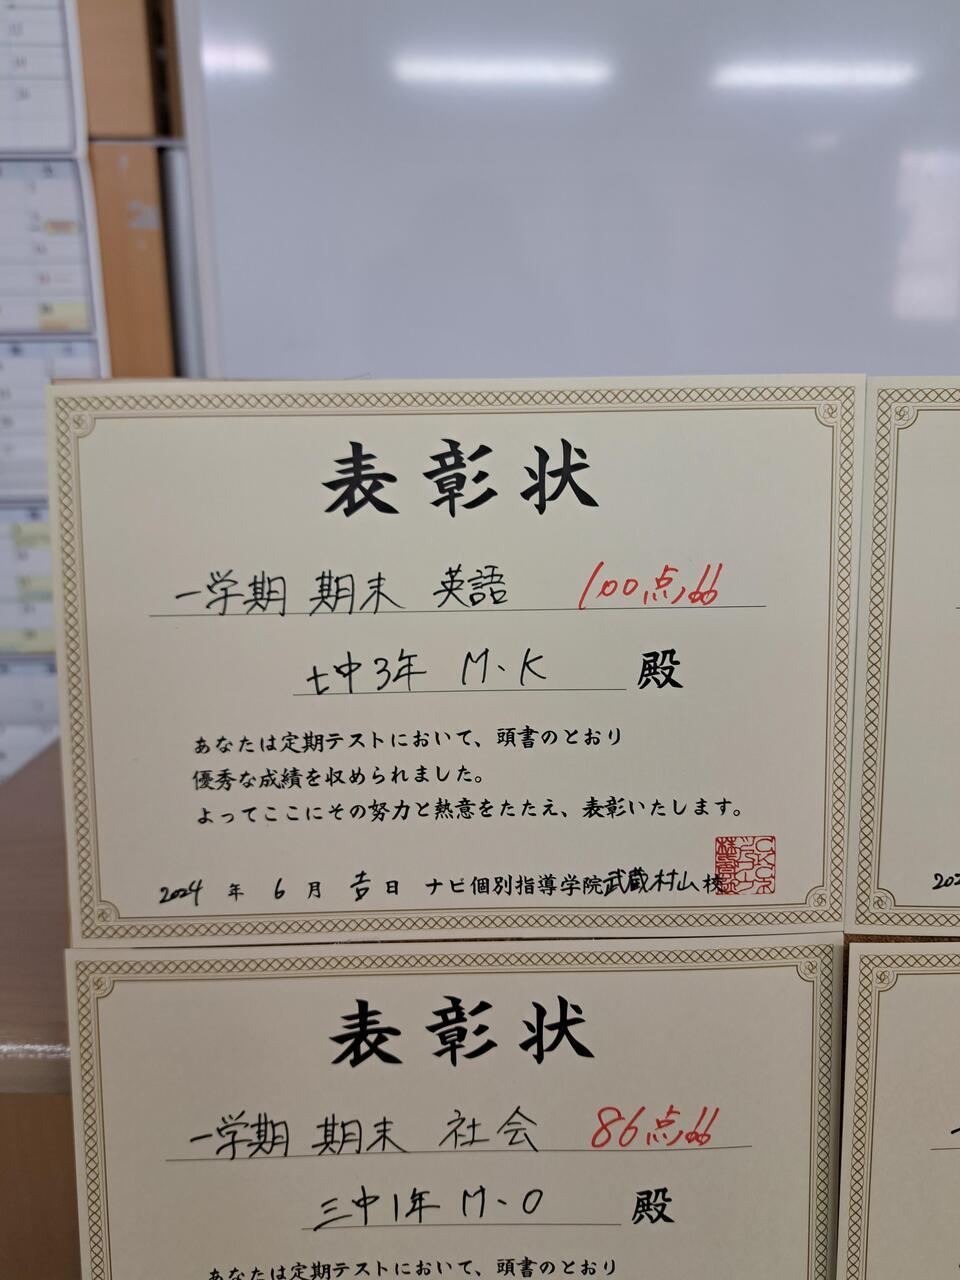 表彰状
一学期 期末 英語 100点!!
七中3年 M.K 殿
あなたは定期テストにおいて、頭書のとおり
優秀な成績を収められました。
よってここにその努力と熱意をたたえ、表彰いたします。
2024 年 6 月 吉 日 ナビ個別指導学院武蔵村山校
202
表彰状
一学期 期末 社会 86点!!
三中1年 M.O 殿
あなたは定期テストにおいて、頭書のとおり